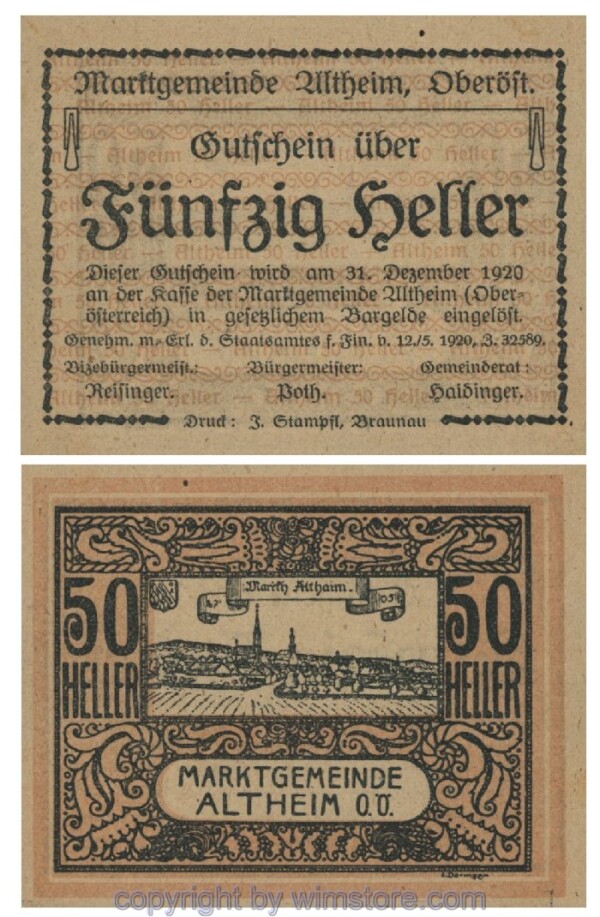 Marktgemeinde Altheim, Oberöst.
Gutschein über
Fünfzig Heller
Dieser Gutschein wird am 31. Dezember 1920
an der Kasse der Marktgemeinde Altheim (Ober-
österreich) in gesetzlichem Bargelde eingelöst.
Genehm. m. Erl. d. Staatsamtes f. Fin. v. 12./5. 1920, Z. 32589.
Vizebürgermeist.: Bürgermeister: Gemeinderat:
Reisinger. Poth. Haidinger.
Druck: J. Stampfl, Braunau
Markh Althaim.
50 50
HELLER HELLER
MARKTGEMEINDE
ALTHEIM O.Ö.
copyright by wimstore.com